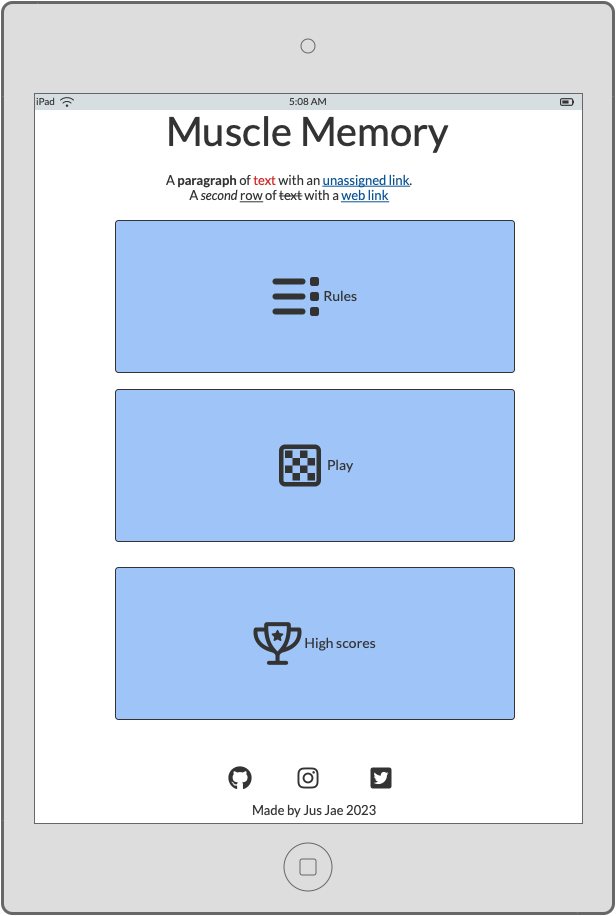 iPad
5:08 AM
Muscle Memory
A paragraph of text with an unassigned link.
A second row of text with a web link
Rules
Play
High scores
Made by Jus Jae 2023